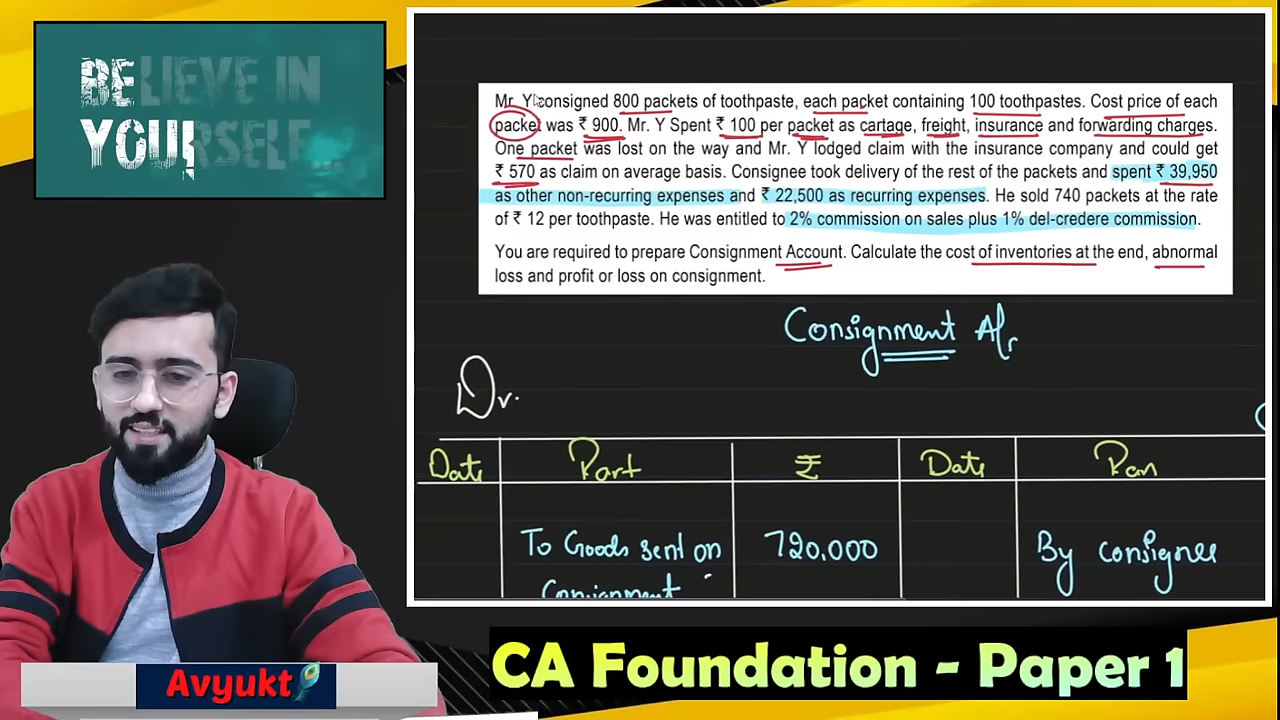 BELIEVE IN
YOURSELF...
Mr. Y consigned 800 packets of toothpaste, each packet containing 100 toothpastes. Cost price of each
packet was ₹ 900. Mr. Y Spent ₹ 100 per packet as cartage, freight, insurance and forwarding charges.
One packet was lost on the way and Mr. Y lodged claim with the insurance company and could get
₹ 570 as claim on average basis. Consignee took delivery of the rest of the packets and spent ₹ 39,950
as other non-recurring expenses and ₹ 22,500 as recurring expenses. He sold 740 packets at the rate
of ₹ 12 per toothpaste. He was entitled to 2% commission on sales plus 1% del-credere commission.
You are required to prepare Consignment Account. Calculate the cost of inventories at the end, abnormal
loss and profit or loss on consignment.
Consignment A/c
Dr.
Date Part ₹ Date Par
To Goods sent on 720,000 By consignee
Consignment
Avyukt
CA Foundation - Paper 1